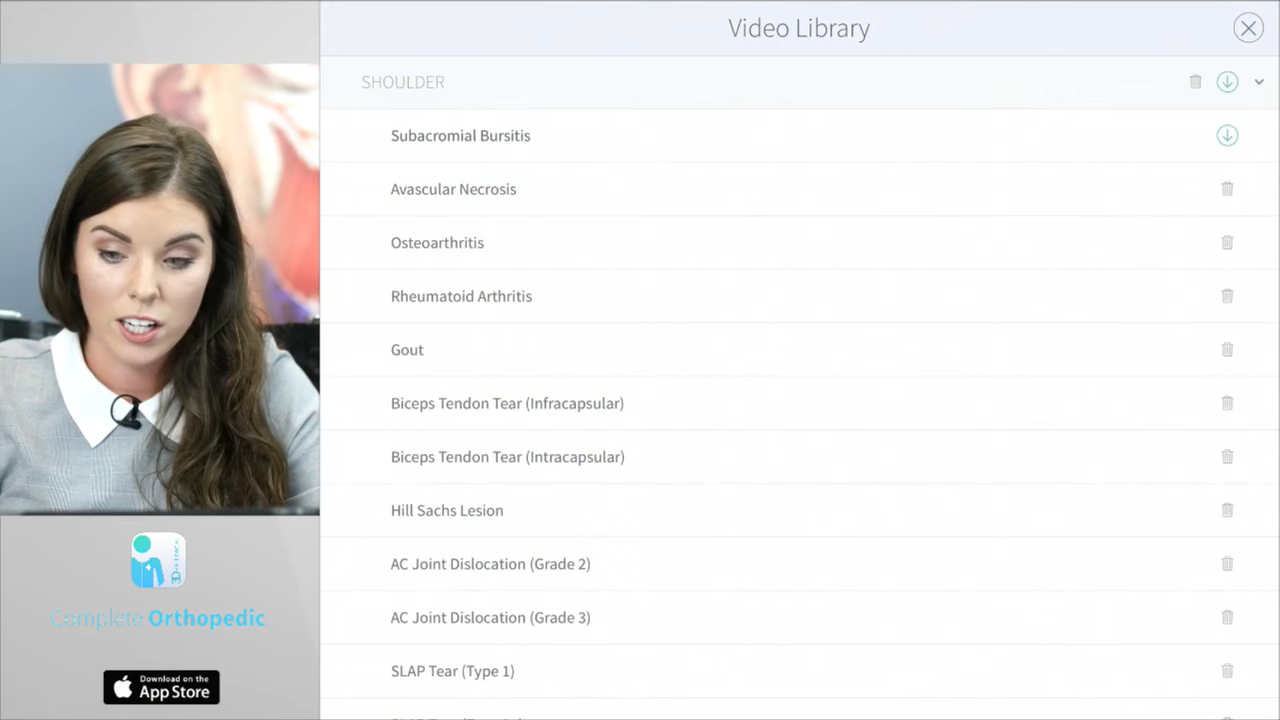 Video Library
SHOULDER
Subacromial Bursitis
Avascular Necrosis
Osteoarthritis
Rheumatoid Arthritis
Gout
Biceps Tendon Tear (Infracapsular)
Biceps Tendon Tear (Intracapsular)
Hill Sachs Lesion
AC Joint Dislocation (Grade 2)
AC Joint Dislocation (Grade 3)
SLAP Tear (Type 1)
Complete Orthopedic
Download on the
App Store